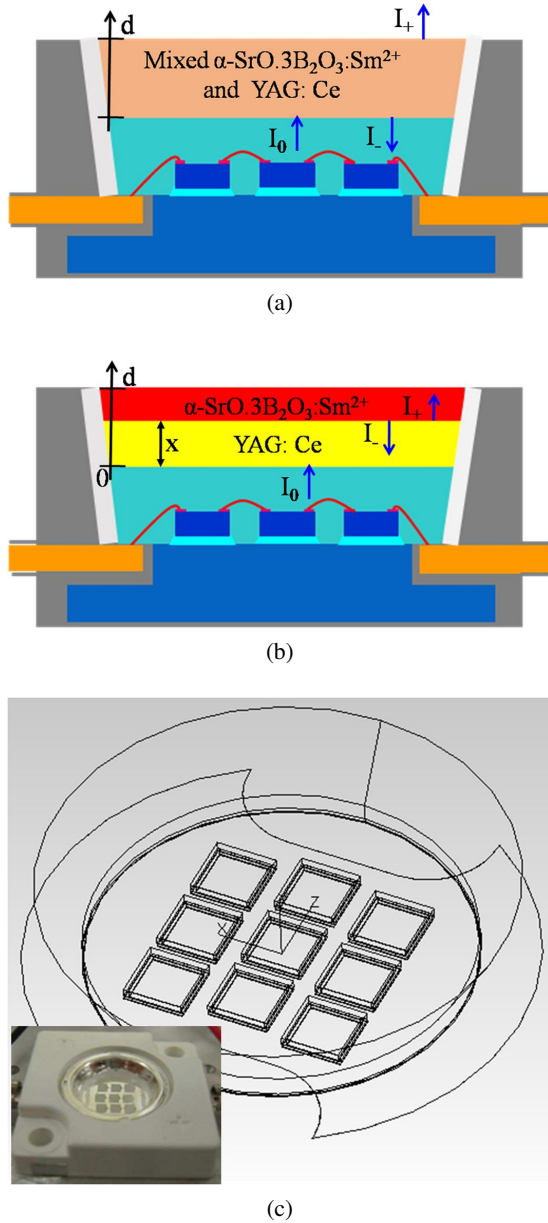 d
I₊
Mixed α-SrO.3B₂O₃:Sm²⁺
and YAG: Ce
I₀
I₋
(a)
d
α-SrO.3B₂O₃:Sm²⁺
I₊
x
YAG: Ce
I₋
0
I₀
(b)
Z
(c)